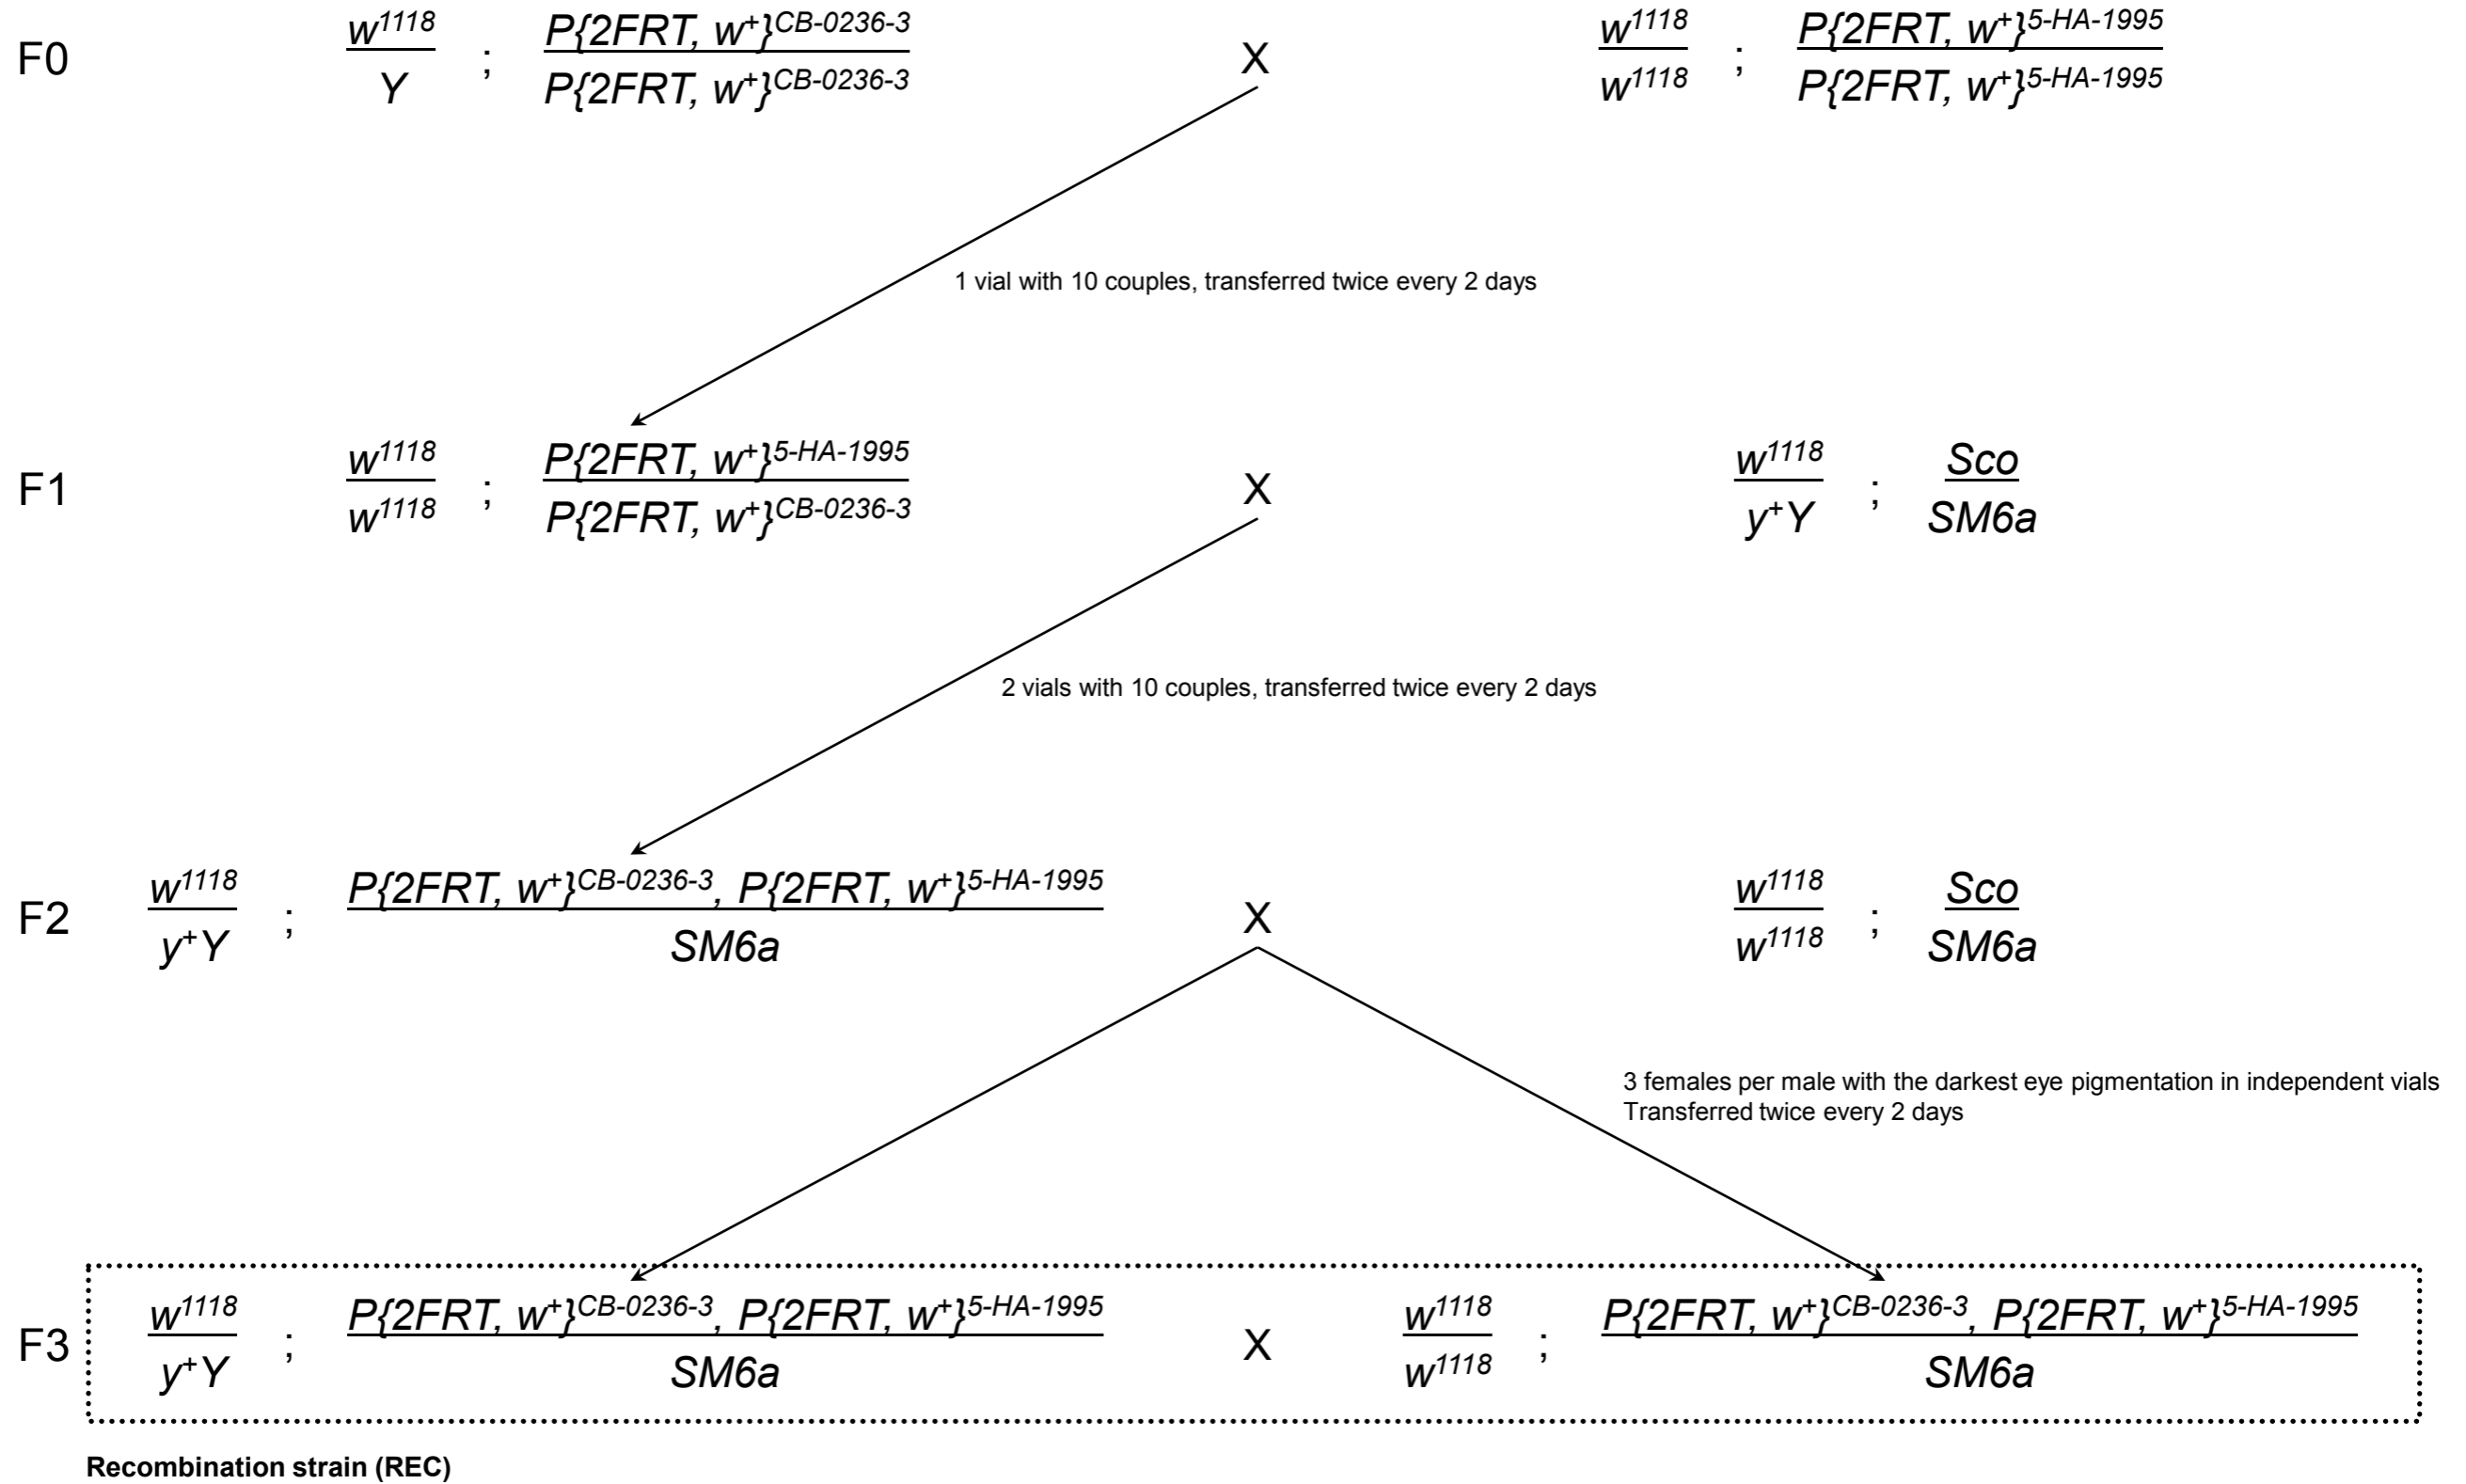 F0 w1118 / Y ; P{2FRT, w+}CB-0236-3 / P{2FRT, w+}CB-0236-3 X w1118 / w1118 ; P{2FRT, w+}5-HA-1995 / P{2FRT, w+}5-HA-1995
1 vial with 10 couples, transferred twice every 2 days
F1 w1118 / w1118 ; P{2FRT, w+}5-HA-1995 / P{2FRT, w+}CB-0236-3 X w1118 / y+Y ; Sco / SM6a
2 vials with 10 couples, transferred twice every 2 days
F2 w1118 / y+Y ; P{2FRT, w+}CB-0236-3, P{2FRT, w+}5-HA-1995 / SM6a X w1118 / w1118 ; Sco / SM6a
3 females per male with the darkest eye pigmentation in independent vials
Transferred twice every 2 days
F3 w1118 / y+Y ; P{2FRT, w+}CB-0236-3, P{2FRT, w+}5-HA-1995 / SM6a X w1118 / w1118 ; P{2FRT, w+}CB-0236-3, P{2FRT, w+}5-HA-1995 / SM6a
Recombination strain (REC)